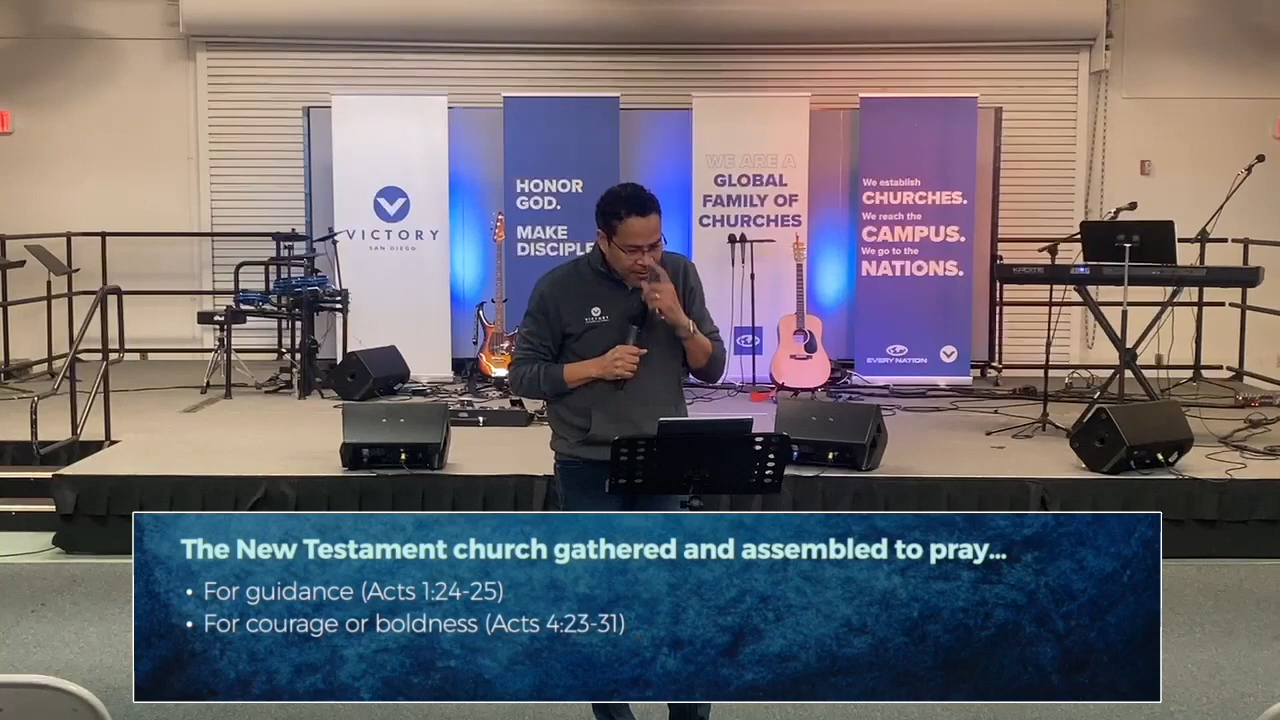 VICTORY
SAN DIEGO
HONOR
GOD.
MAKE
DISCIPLE
WE ARE A
GLOBAL
FAMILY OF
CHURCHES
We establish
CHURCHES.
We reach the
CAMPUS.
We go to the
NATIONS.
EVERY NATION
VICTORY
KROME
The New Testament church gathered and assembled to pray...
• For guidance (Acts 1:24-25)
• For courage or boldness (Acts 4:23-31)